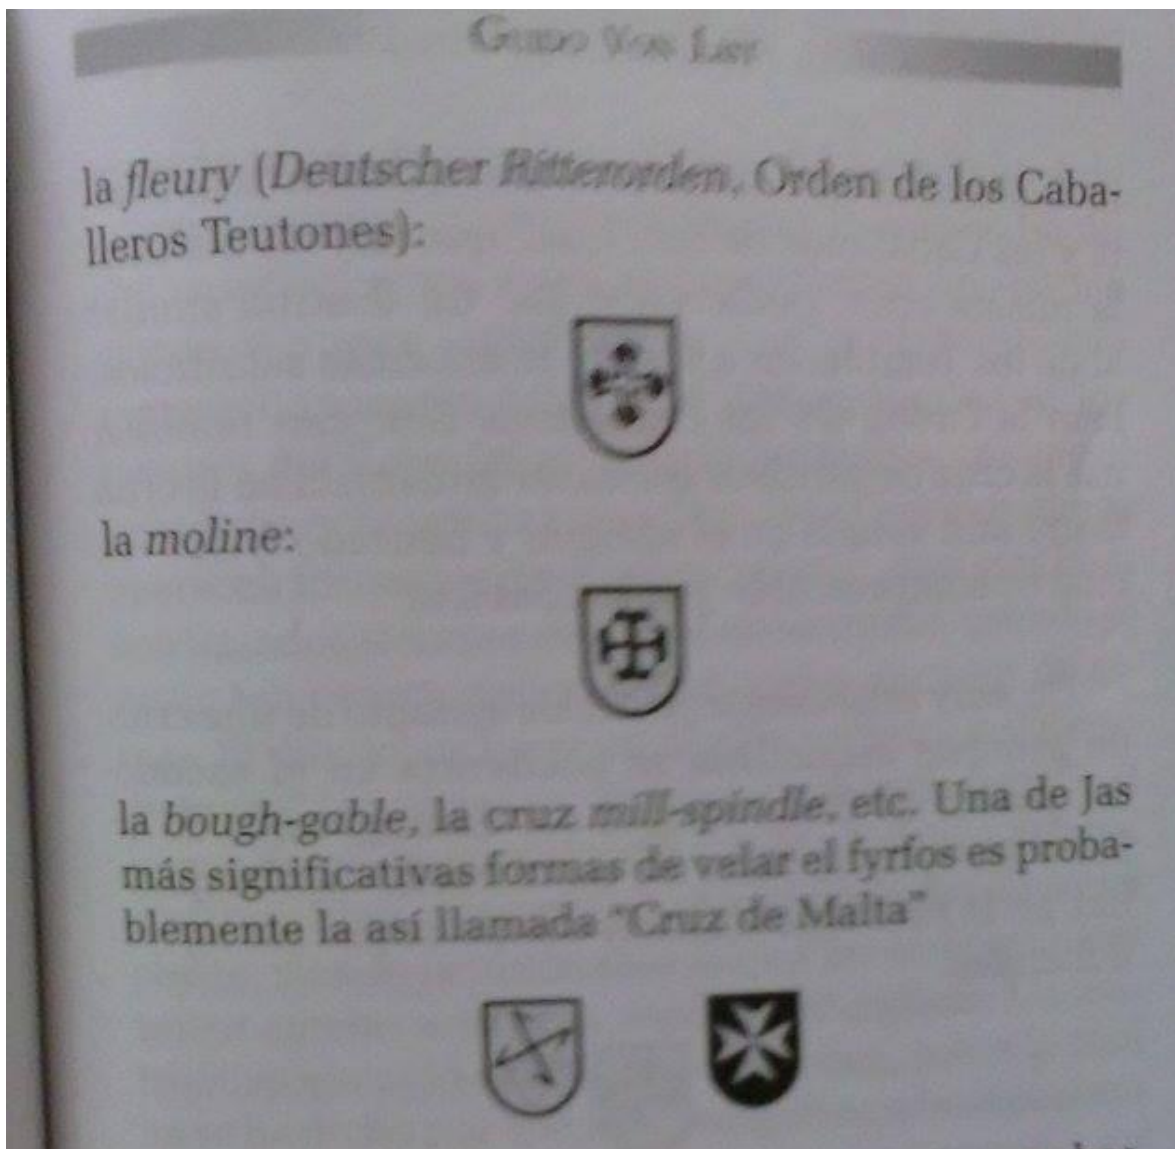 Guido Von List
la fleury (Deutscher Ritterorden, Orden de los Caba-
lleros Teutones):
la moline:
la bough-gable, la cruz mill-spindle, etc. Una de Jas
más significativas formas de velar el fyrfos es proba-
blemente la así llamada "Cruz de Malta"